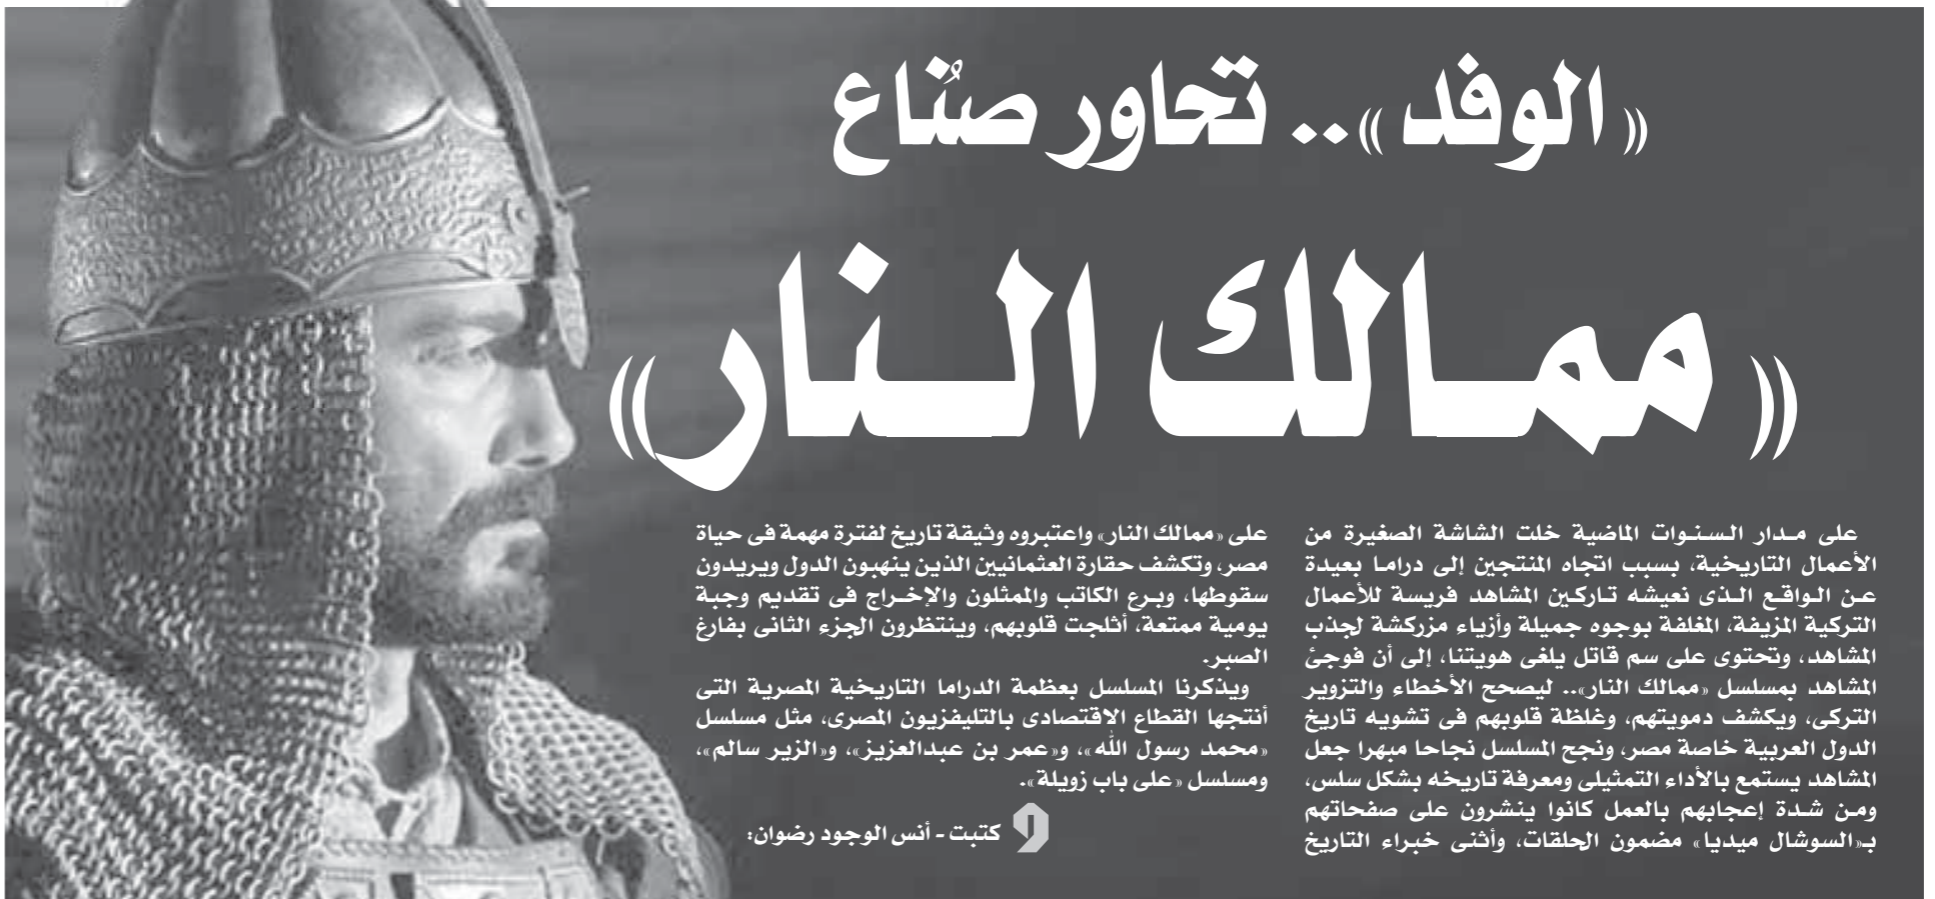 «الوفد».. تحاور صُناع
«ممالك النار»
على مدار السنوات الماضية خلت الشاشة الصغيرة من
الأعمال التاريخية، بسبب اتجاه المنتجين إلى دراما بعيدة
عن الواقع الذى نعيشه تاركين المشاهد فريسة للأعمال
التركية المزيفة، المغلفة بوجوه جميلة وأزياء مزركشة لجذب
المشاهد، وتحتوى على سم قاتل يلغى هويتنا، إلى أن فوجئ
المشاهد بمسلسل «ممالك النار».. ليصحح الأخطاء والتزوير
التركى، ويكشف دمويتهم، وغلظة قلوبهم فى تشويه تاريخ
الدول العربية خاصة مصر، ونجح المسلسل نجاحا مبهرا جعل
المشاهد يستمع بالأداء التمثيلى ومعرفة تاريخه بشكل سلس،
ومن شدة إعجابهم بالعمل كانوا ينشرون على صفحاتهم
بـ«السوشال ميديا» مضمون الحلقات، وأثنى خبراء التاريخ
على «ممالك النار» واعتبروه وثيقة تاريخ لفترة مهمة فى حياة
مصر، وتكشف حقارة العثمانيين الذين ينهبون الدول ويريدون
سقوطها، وبرع الكاتب والممثلون والإخراج فى تقديم وجبة
يومية ممتعة، أثلجت قلوبهم، وينتظرون الجزء الثانى بفارغ
الصبر.
ويذكرنا المسلسل بعظمة الدراما التاريخية المصرية التى
أنتجها القطاع الاقتصادى بالتليفزيون المصرى، مثل مسلسل
«محمد رسول الله»، و«عمر بن عبدالعزيز»، و«الزير سالم»،
ومسلسل «على باب زويلة».
كتبت - أنس الوجود رضوان: